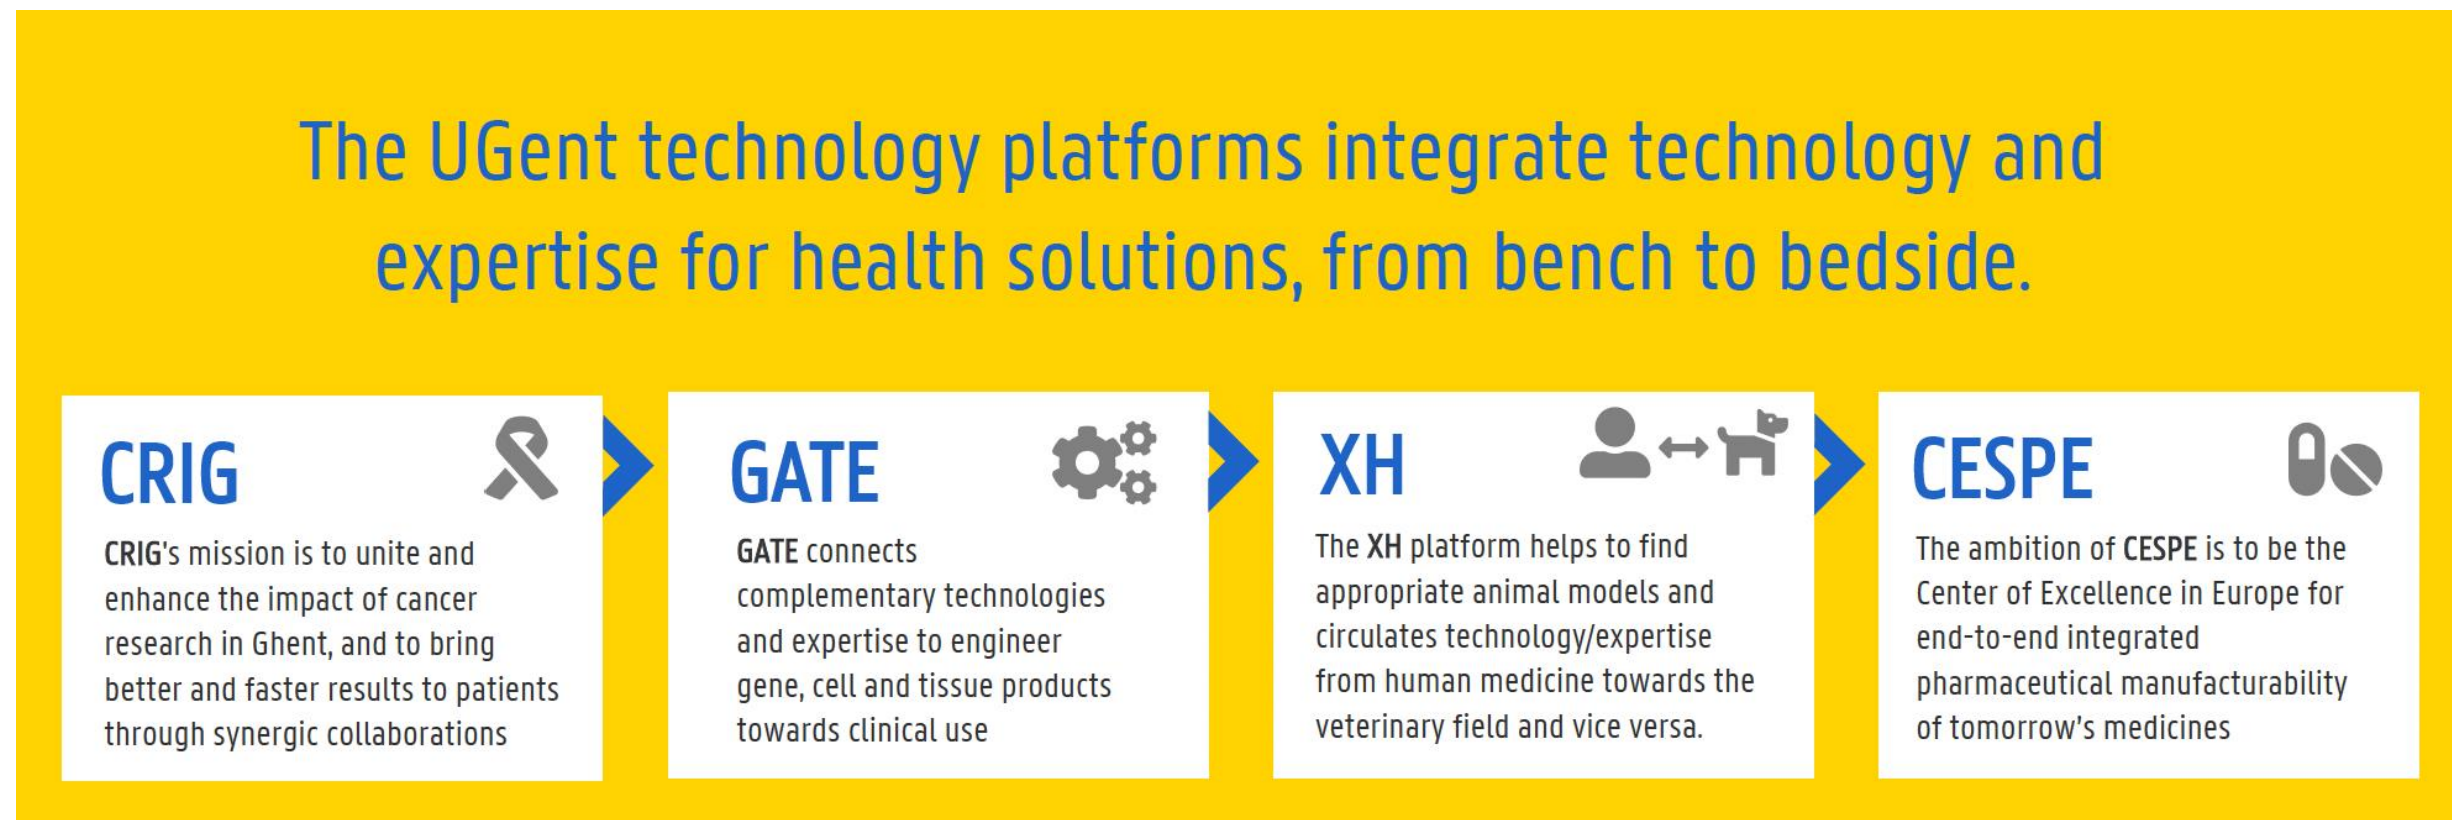 The UGent technology platforms integrate technology and
expertise for health solutions, from bench to bedside.
CRIG
CRIG's mission is to unite and
enhance the impact of cancer
research in Ghent, and to bring
better and faster results to patients
through synergic collaborations
GATE
GATE connects
complementary technologies
and expertise to engineer
gene, cell and tissue products
towards clinical use
XH
The XH platform helps to find
appropriate animal models and
circulates technology/expertise
from human medicine towards the
veterinary field and vice versa.
CESPE
The ambition of CESPE is to be the
Center of Excellence in Europe for
end-to-end integrated
pharmaceutical manufacturability
of tomorrow's medicines